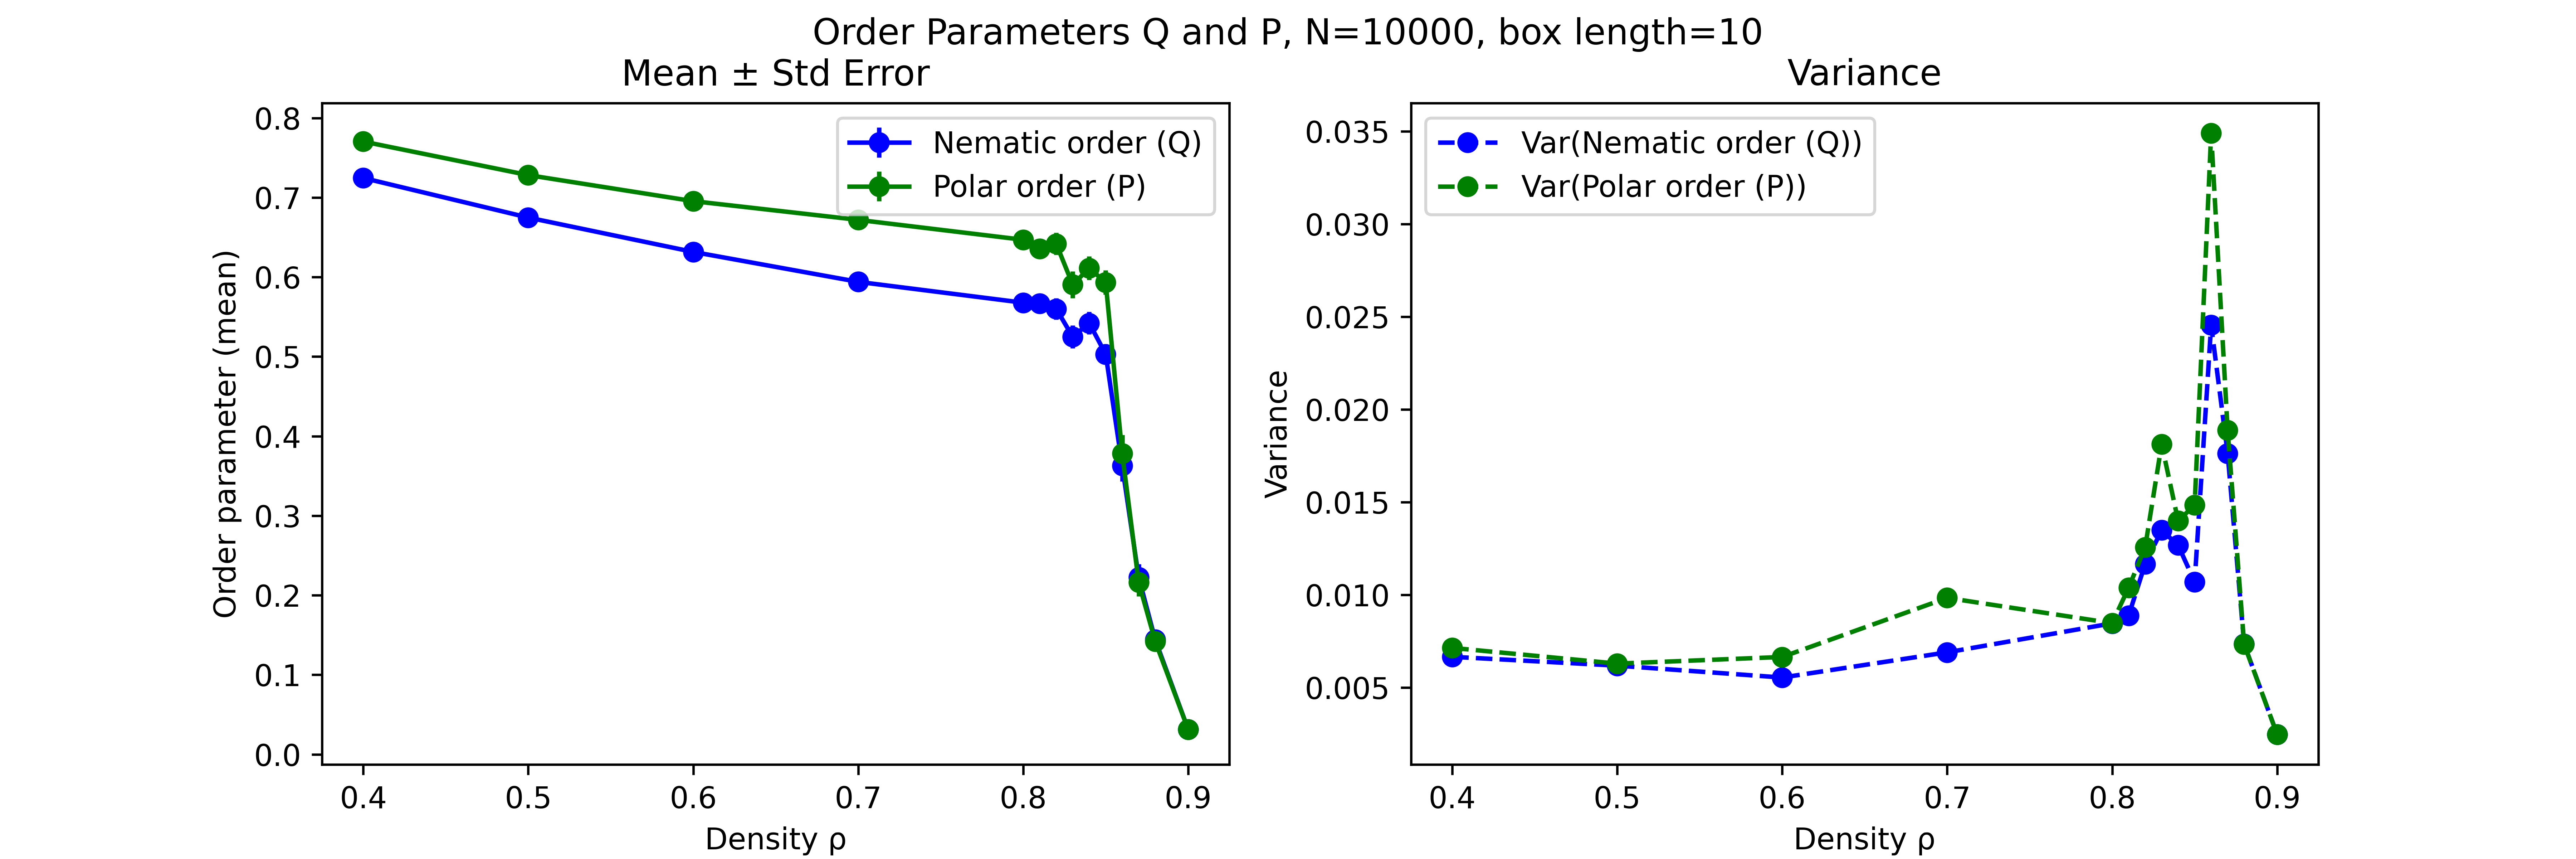 Order Parameters Q and P, N=10000, box length=10
Mean ± Std Error
Order parameter (mean)
0.8
0.7
0.6
0.5
0.4
0.3
0.2
0.1
0.0
Nematic order (Q)
Polar order (P)
0.4 0.5 0.6 0.7 0.8 0.9
Density ρ
Variance
Variance
0.035
0.030
0.025
0.020
0.015
0.010
0.005
Var(Nematic order (Q))
Var(Polar order (P))
0.4 0.5 0.6 0.7 0.8 0.9
Density ρ